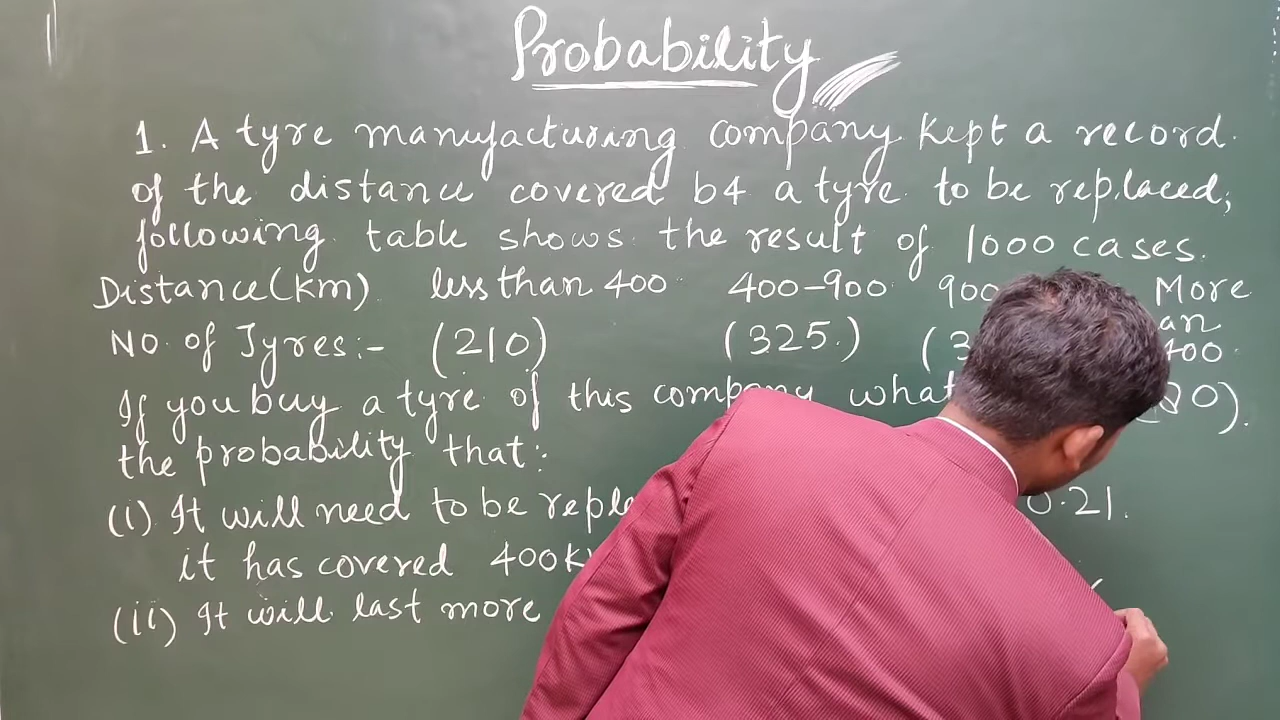 Probability
1. A tyre manufacturing company kept a record
of the distance covered b4 a tyre to be replaced;
following table shows the result of 1000 cases.
Distance(km) less than 400 400-900 900 More
NO. of Tyres:- (210) (325.)
If you buy a tyre of this company what
the probability that:
(i) It will need to be 0.21.
it has covered
(ii) It will last more